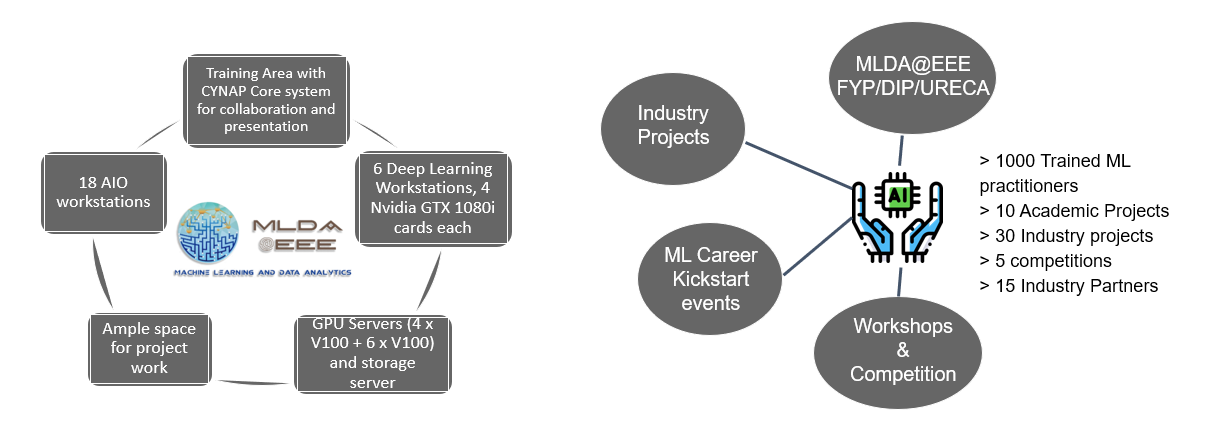 Training Area with
CYNAP Core system
for collaboration and
presentation
18 AIO
workstations
6 Deep Learning
Workstations, 4
Nvidia GTX 1080i
cards each
MLDA
@EEE
MACHINE LEARNING AND DATA ANALYTICS
Ample space
for project
work
GPU Servers (4 x
V100 + 6 x V100)
and storage
server
MLDA@EEE
FYP/DIP/URECA
Industry
Projects
AI
ML Career
Kickstart
events
Workshops
&
Competition
> 1000 Trained ML
practitioners
> 10 Academic Projects
> 30 Industry projects
> 5 competitions
> 15 Industry Partners